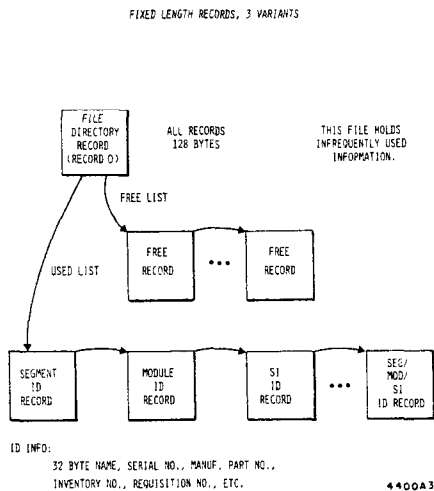 FIXED LENGTH RECORDS, 3 VARIANTS
FILE
DIRECTORY
RECORD
(RECORD 0)
ALL RECORDS
128 BYTES
THIS FILE HOLDS
INFREQUENTLY USED
INFORMATION.
FREE LIST
FREE
RECORD
•••
FREE
RECORD
USED LIST
SEGMENT
ID
RECORD
MODULE
ID
RECORD
SI
ID
RECORD
•••
SEG/
MOD/
SI
ID RECORD
ID INFO:
32 BYTE NAME, SERIAL NO., MANUF. PART NO.,
INVENTORY NO., REQUISITION NO., ETC.
4400A3